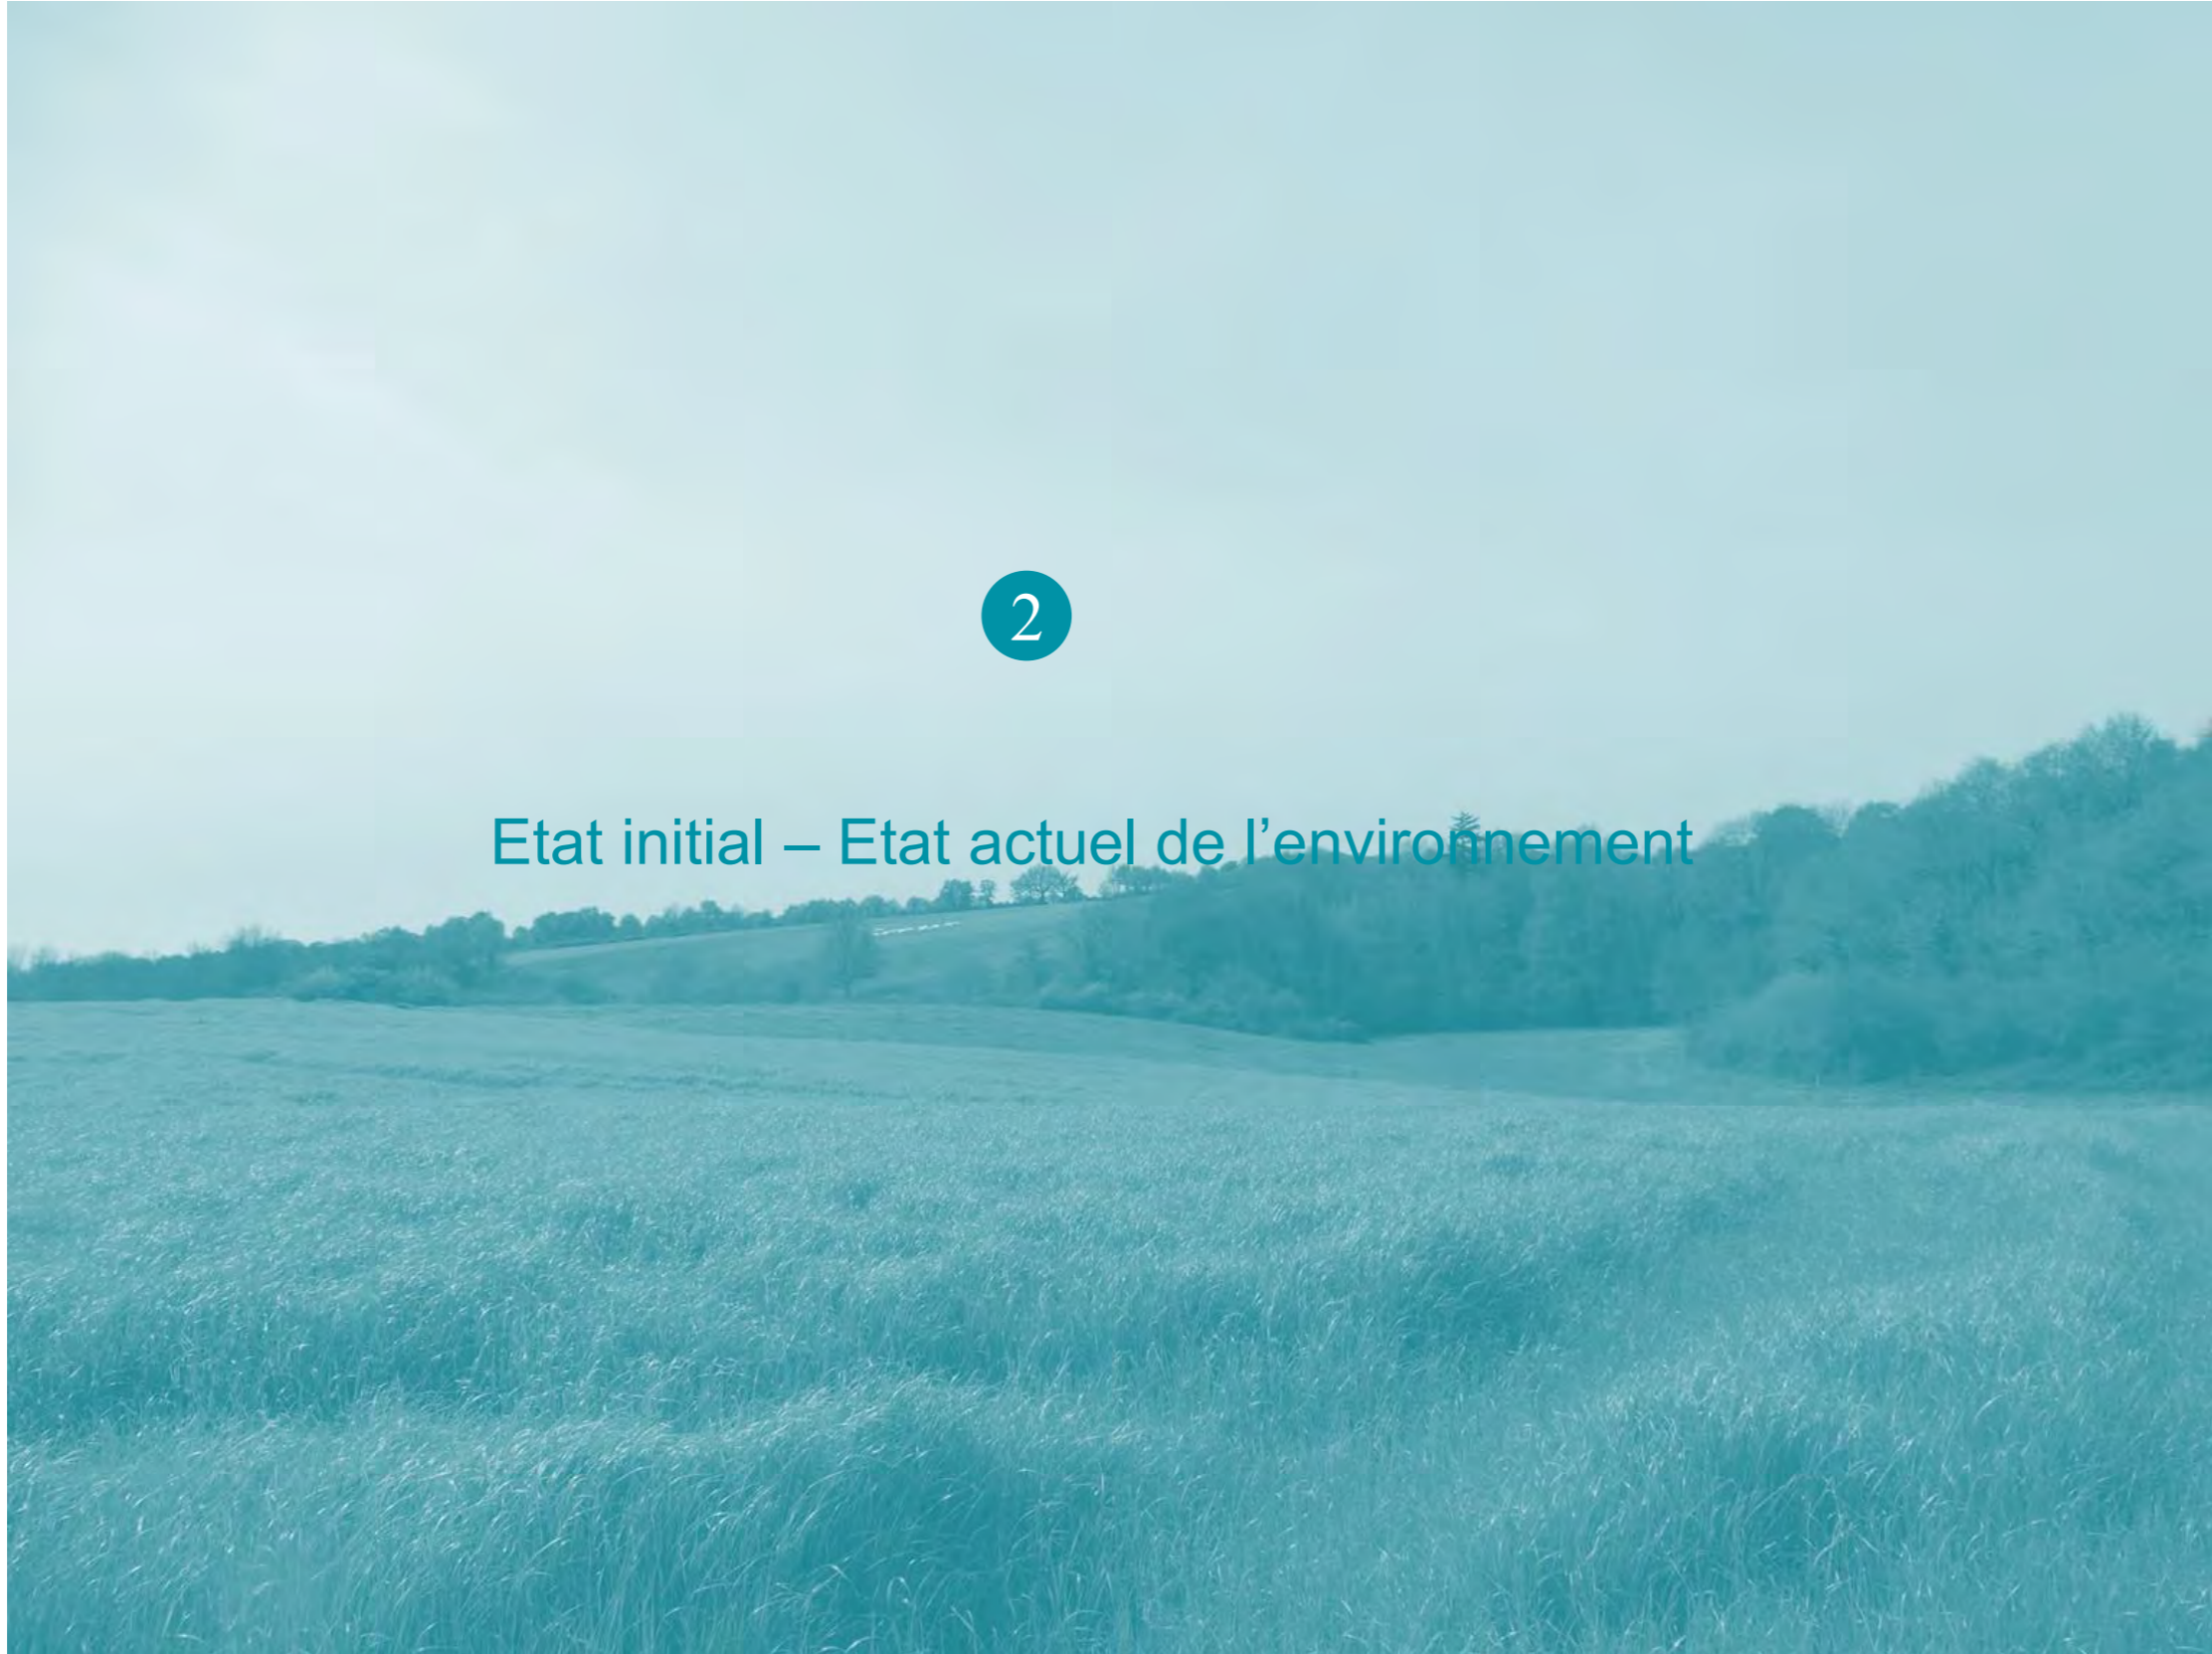 2
Etat initial – Etat actuel de l’environnement